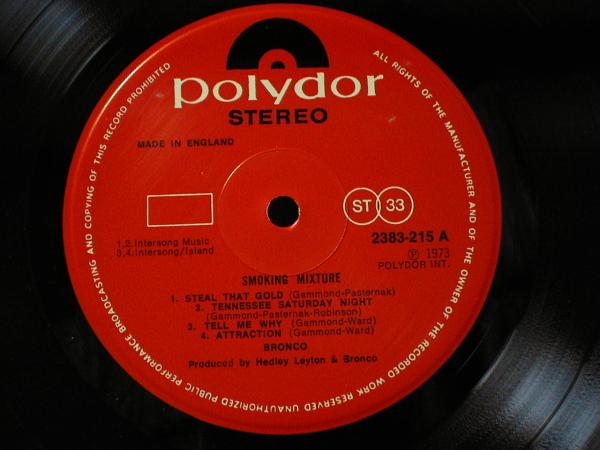 polydor
STEREO
MADE IN ENGLAND
ST 33
2383-215 A
Ⓟ 1973
POLYDOR INT.
1,2.Intersong Music
3,4.Intersong/Island
SMOKING MIXTURE
1. STEAL THAT GOLD (Gammond-Pasternak)
2. TENNESSEE SATURDAY NIGHT
(Gammond-Pasternak-Robinson)
3. TELL ME WHY (Gammond-Ward)
4. ATTRACTION (Gammond-Ward)
BRONCO
Produced by Hedley Leyton & Bronco
ALL RIGHTS OF THE MANUFACTURER AND OF THE OWNER OF THE RECORDED WORK RESERVED UNAUTHORIZED PUBLIC PERFORMANCE BROADCASTING AND COPYING OF THIS RECORD PROHIBITED